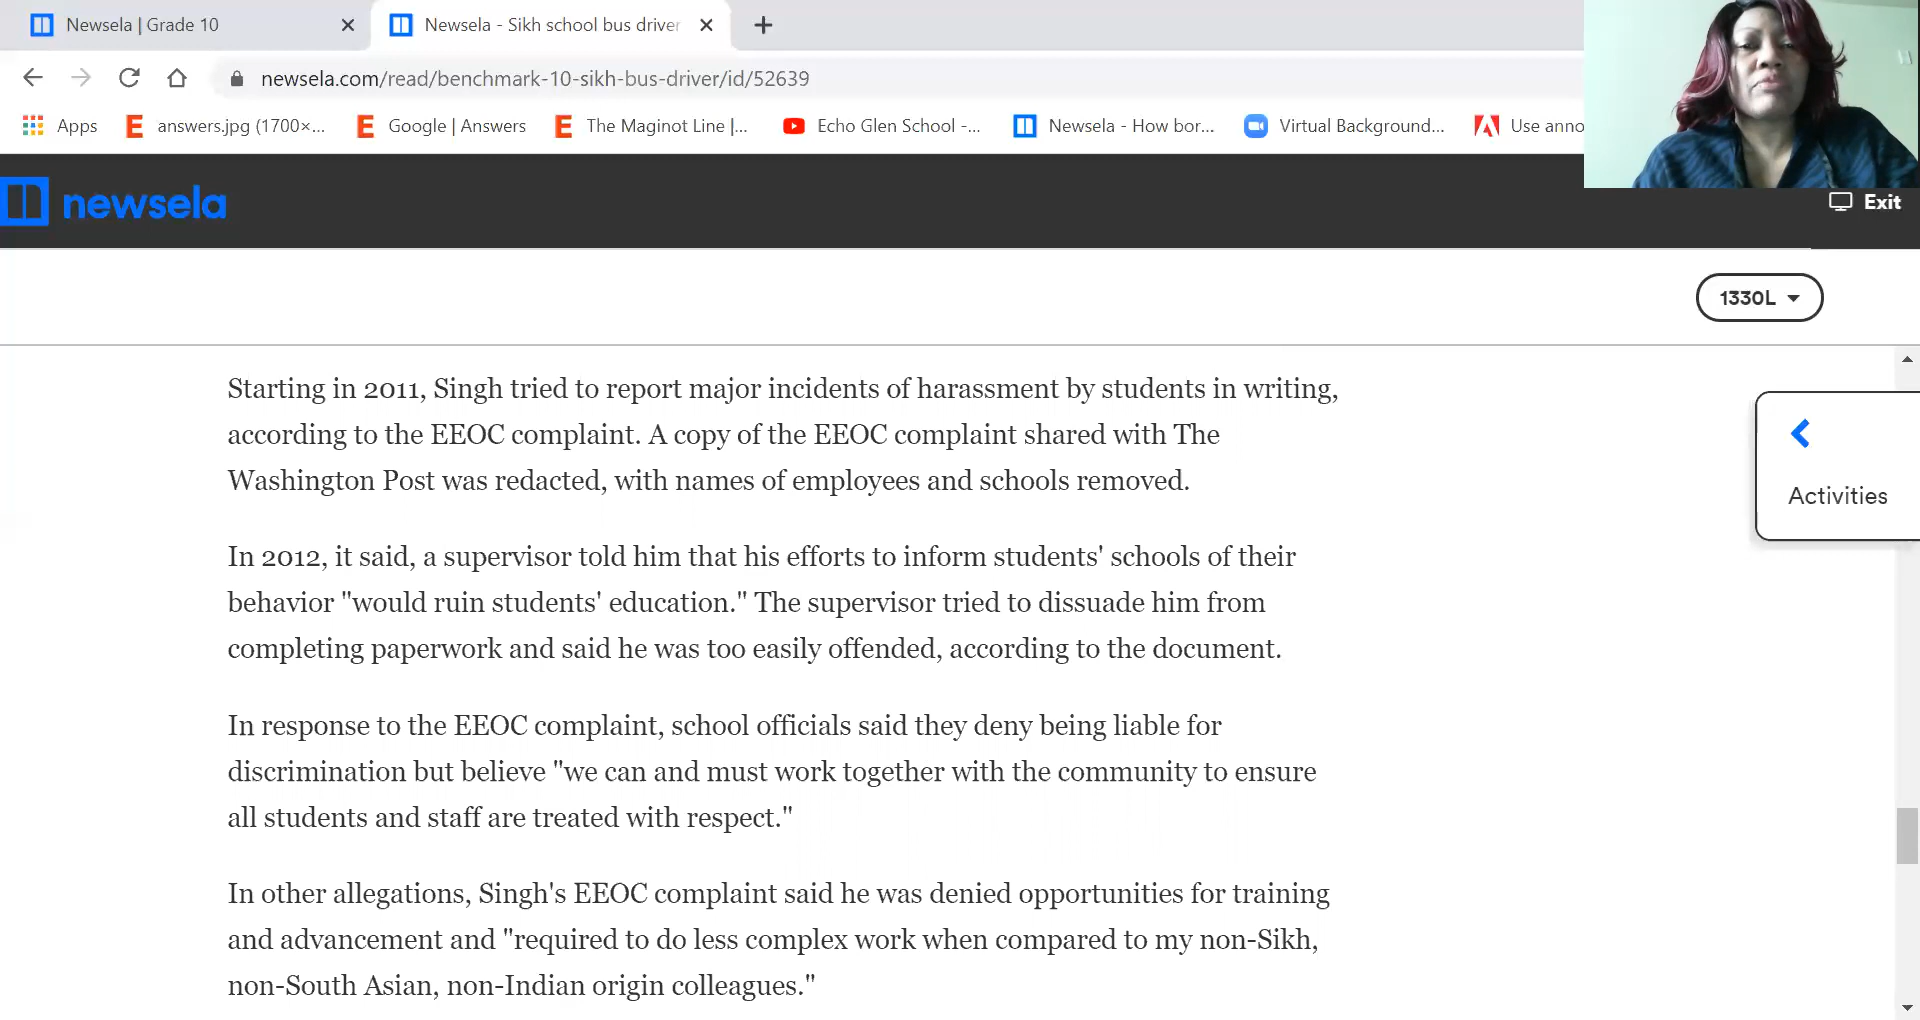 Newsela | Grade 10
Newsela - Sikh school bus driver
newsela.com/read/benchmark-10-sikh-bus-driver/id/52639
Apps
answers.jpg (1700×...
Google | Answers
The Maginot Line |...
Echo Glen School -...
Newsela - How bor...
Virtual Background...
Use anno
newsela
Exit
1330L
Starting in 2011, Singh tried to report major incidents of harassment by students in writing,
according to the EEOC complaint. A copy of the EEOC complaint shared with The
Washington Post was redacted, with names of employees and schools removed.
Activities
In 2012, it said, a supervisor told him that his efforts to inform students' schools of their
behavior "would ruin students' education." The supervisor tried to dissuade him from
completing paperwork and said he was too easily offended, according to the document.
In response to the EEOC complaint, school officials said they deny being liable for
discrimination but believe "we can and must work together with the community to ensure
all students and staff are treated with respect."
In other allegations, Singh's EEOC complaint said he was denied opportunities for training
and advancement and "required to do less complex work when compared to my non-Sikh,
non-South Asian, non-Indian origin colleagues."